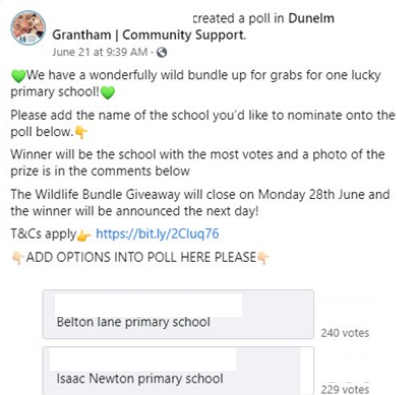 created a poll in Dunelm
Grantham | Community Support.
June 21 at 9:39 AM ·
💚We have a wonderfully wild bundle up for grabs for one lucky
primary school!💚
Please add the name of the school you'd like to nominate onto the
poll below.👇
Winner will be the school with the most votes and a photo of the
prize is in the comments below
The Wildlife Bundle Giveaway will close on Monday 28th June and
the winner will be announced the next day!
T&Cs apply👉 https://bit.ly/2Cluq76
👇🏻ADD OPTIONS INTO POLL HERE PLEASE👇🏻
Belton lane primary school
240 votes
Isaac Newton primary school
229 votes